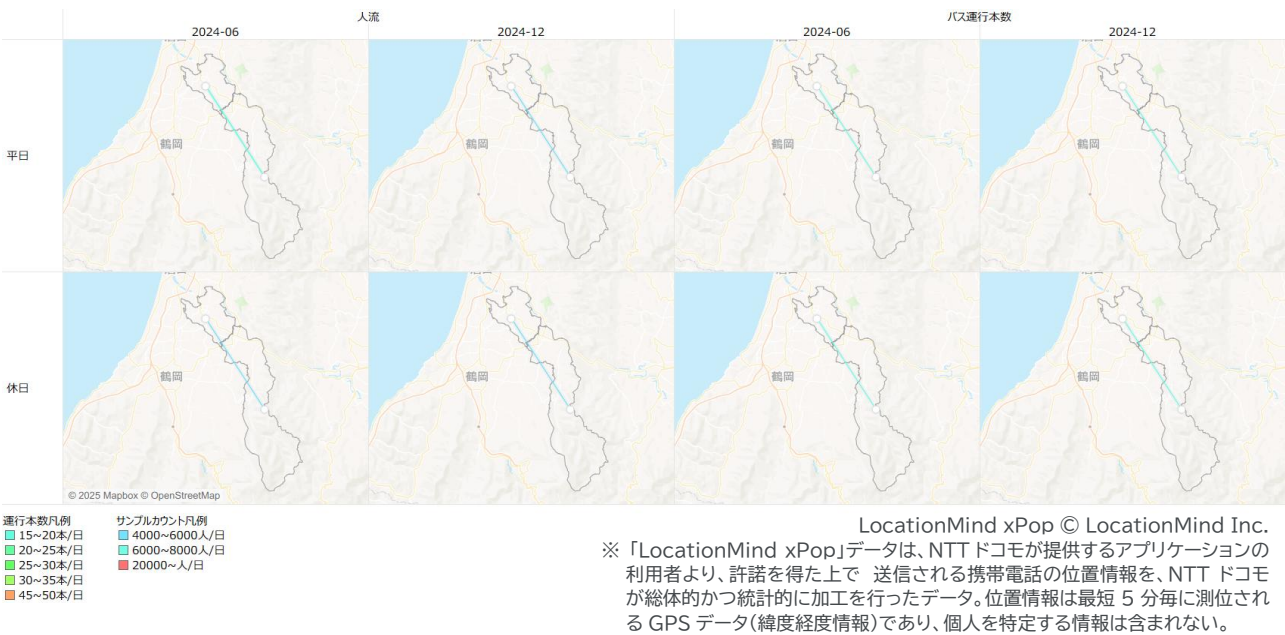 人流
バス運行本数
2024-06
2024-12
2024-06
2024-12
平日
鶴岡
鶴岡
鶴岡
鶴岡
休日
鶴岡
鶴岡
鶴岡
鶴岡
© 2025 Mapbox © OpenStreetMap
運行本数凡例
15~20本/日
20~25本/日
25~30本/日
30~35本/日
45~50本/日
サンプルカウント凡例
4000~6000人/日
6000~8000人/日
20000~人/日
LocationMind xPop © LocationMind Inc.
※ 「LocationMind xPop」データは、NTTドコモが提供するアプリケーションの
利用者より、許諾を得た上で 送信される携帯電話の位置情報を、NTT ドコモ
が総体的かつ統計的に加工を行ったデータ。位置情報は最短 5 分毎に測位され
る GPS データ(緯度経度情報)であり、個人を特定する情報は含まれない。